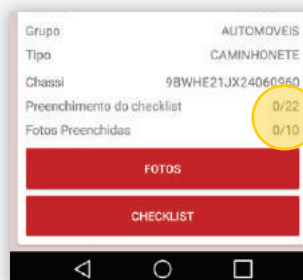 Grupo AUTOMOVEIS
Tipo CAMINHONETE
Chassi 9BWHE21JX24060960
Preenchimento do checklist 0/22
Fotos Preenchidas 0/10
FOTOS
CHECKLIST